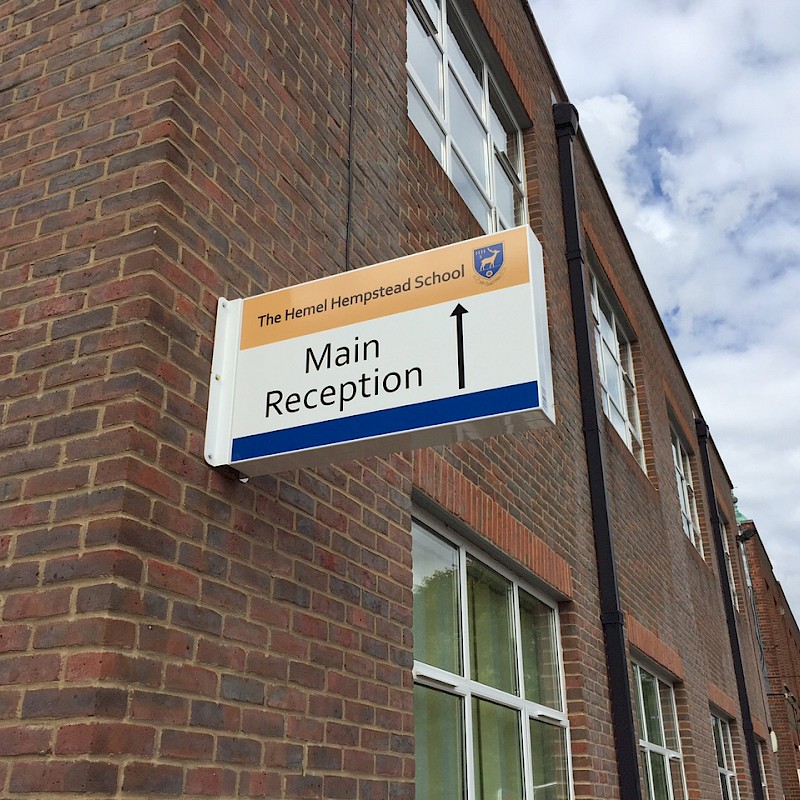 The Hemel Hempstead School
Main
Reception